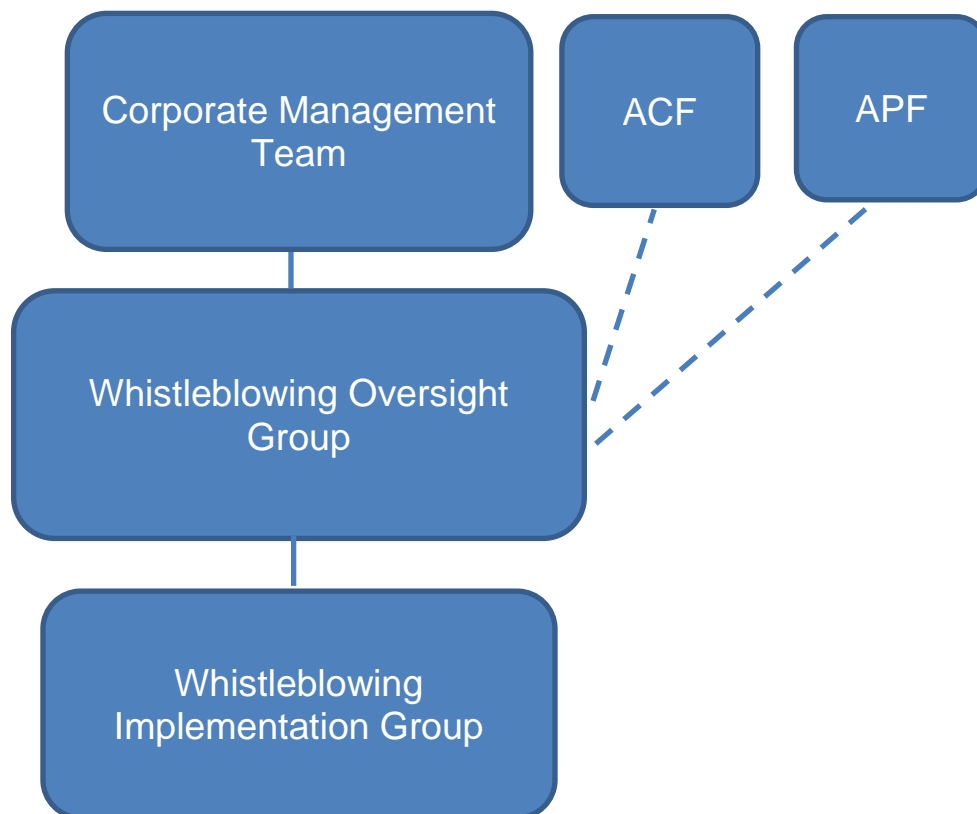 Corporate Management
Team
ACF
APF
Whistleblowing Oversight
Group
Whistleblowing
Implementation Group